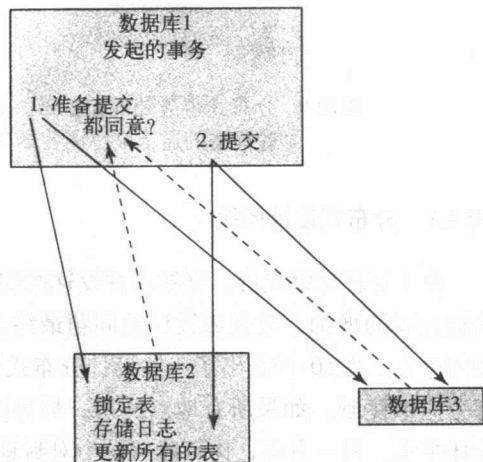 数据库1
发起的事务
1. 准备提交
都同意?
2. 提交
数据库2
锁定表
存储日志
更新所有的表
数据库3